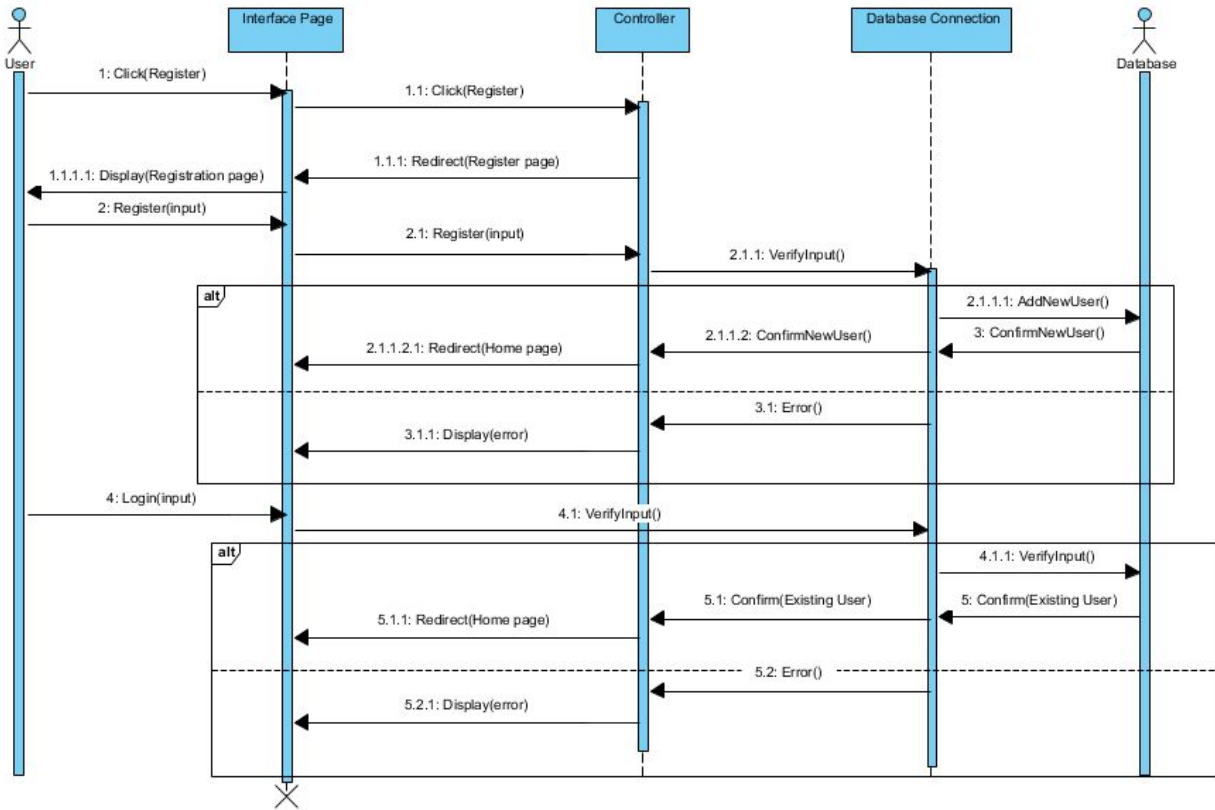 Interface Page
Controller
Database Connection
User
Database
1: Click(Register)
1.1: Click(Register)
1.1.1: Redirect(Register page)
1.1.1.1: Display(Registration page)
2: Register(input)
2.1: Register(input)
2.1.1: VerifyInput()
alt
2.1.1.1: AddNewUser()
3: ConfirmNewUser()
2.1.1.2: ConfirmNewUser()
2.1.1.2.1: Redirect(Home page)
3.1: Error()
3.1.1: Display(error)
4: Login(input)
4.1: VerifyInput()
alt
4.1.1: VerifyInput()
5: Confirm(Existing User)
5.1: Confirm(Existing User)
5.1.1: Redirect(Home page)
5.2: Error()
5.2.1: Display(error)